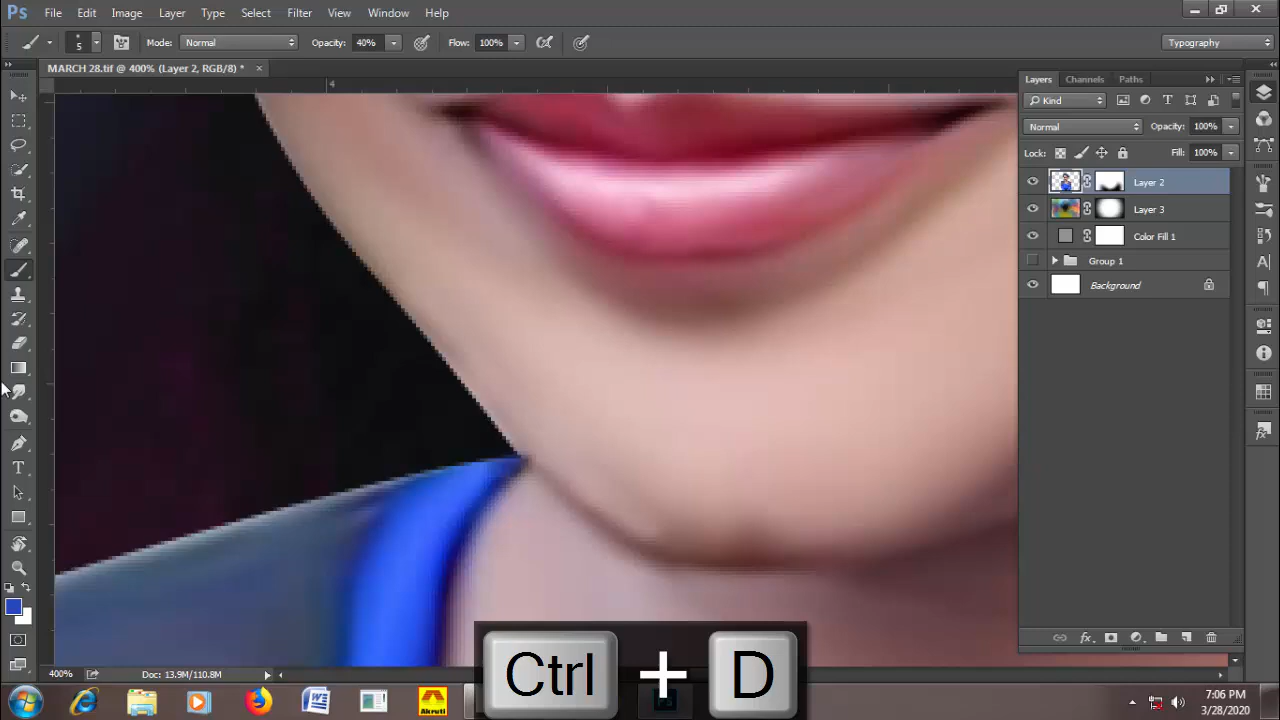 Ps File Edit Image Layer Type Select Filter View Window Help
5 Mode: Normal Opacity: 40% Flow: 100% Typography
MARCH 28.tif @ 400% (Layer 2, RGB/8) * ×
4
Layers Channels Paths
Kind
Normal Opacity: 100%
Lock: Fill: 100%
Layer 2
Layer 3
Color Fill 1
Group 1
Background
400% Doc: 13.9M/110.8M
Ctrl + D
Akruti
7:06 PM
3/28/2020